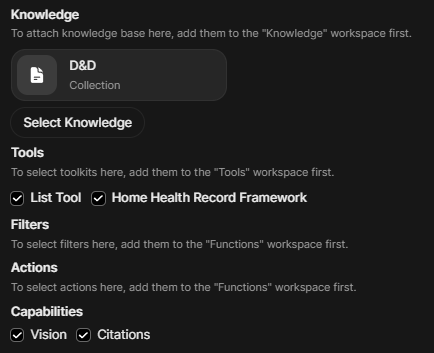 Knowledge
To attach knowledge base here, add them to the "Knowledge" workspace first.
D&D
Collection
Select Knowledge
Tools
To select toolkits here, add them to the "Tools" workspace first.
List Tool Home Health Record Framework
Filters
To select filters here, add them to the "Functions" workspace first.
Actions
To select actions here, add them to the "Functions" workspace first.
Capabilities
Vision Citations